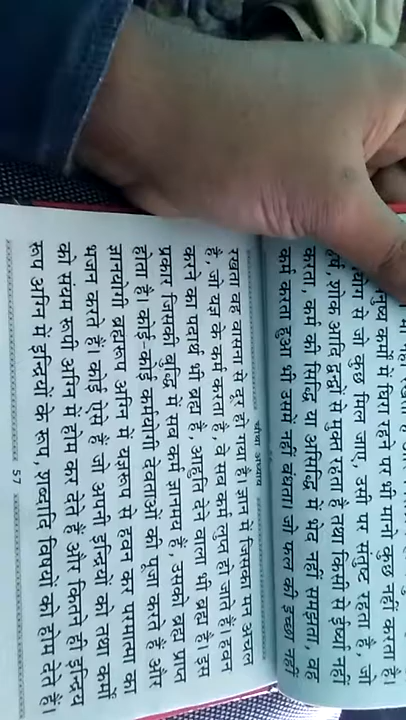 कर्मों में घिरा रहने पर भी मानो कुछ नहीं करता है।
से जो कुछ मिल जाए, उसी पर सन्तुष्ट रहता है, जो
शोक आदि द्वंद्वों से मुक्त रहता है तथा किसी से ईर्ष्या नहीं
करता, कर्म की सिद्धि या असिद्धि में भेद नहीं समझता, वह
कर्म करता हुआ भी उसमें नहीं बंधता। जो फल की इच्छा नहीं
चौथा अध्याय
रखता वह वासना से दूर हो गया है। ज्ञान से जिसका मन अचल
है, जो यज्ञ के कर्म करता है, वे सब कर्म लुप्त हो जाते हैं। हवन
करने का पदार्थ भी ब्रह्म है, आहुति देने वाला भी ब्रह्म है। इस
प्रकार जिसकी बुद्धि में सब कर्म ज्ञानमय हैं, उसको ब्रह्म प्राप्त
होता है। कोई-कोई कर्मयोगी देवताओं की पूजा करते हैं और
ज्ञानयोगी ब्रह्मरूप अग्नि में यज्ञरूप से हवन कर परमात्मा का
भजन करते हैं। कोई ऐसे हैं जो अपनी इन्द्रियों को तथा कर्मों
को संयम रूपी अग्नि में होम कर देते हैं और कितने ही इन्द्रिय
रूप अग्नि में इन्द्रियों के रूप, शब्दादि विषयों को होम देते हैं।
57